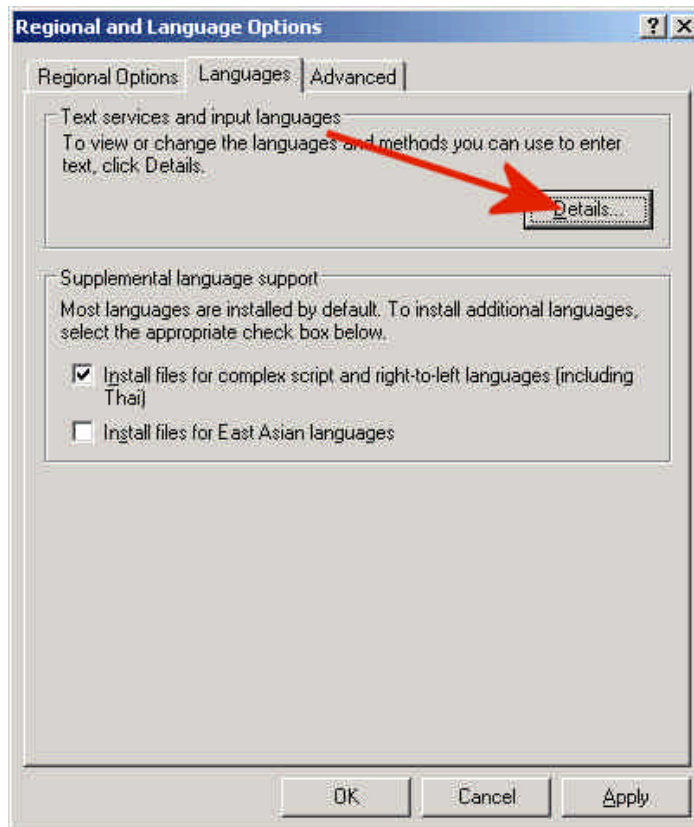 Regional and Language Options
Regional Options Languages Advanced
Text services and input languages
To view or change the languages and methods you can use to enter
text, click Details.
Details...
Supplemental language support
Most languages are installed by default. To install additional languages,
select the appropriate check box below.
Install files for complex script and right-to-left languages (including
Thai)
Install files for East Asian languages
OK Cancel Apply